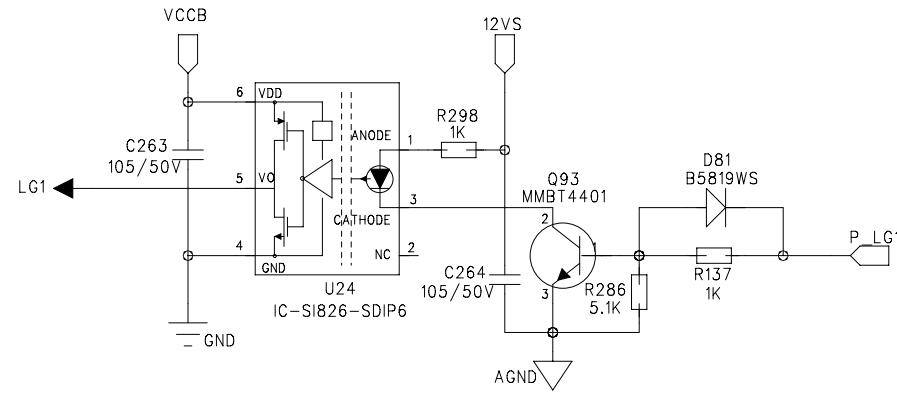 VCCB
12VS
6
VDD
C263
105/50V
ANODE
1
R298
1K
LG1
5
VO
3
CATHODE
Q93
MMBT4401
2
1
3
D81
B5819WS
P_LG1
4
GND
NC
2
U24
IC-SI826-SDIP6
C264
105/50V
R286
5.1K
R137
1K
GND
AGND